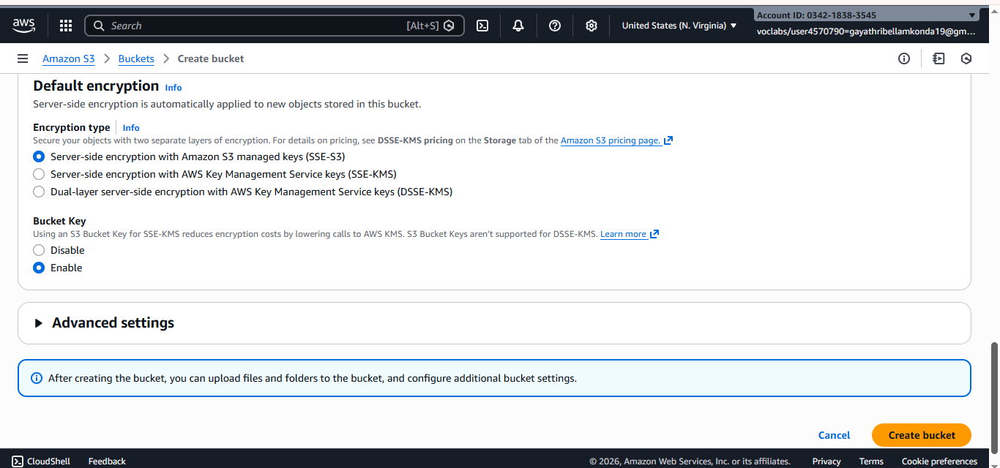 aws
Search [Alt+S] United States (N. Virginia) Account ID: 0342-1838-3545
voclabs/user4570790=gayathribellamkonda19@gm...
Amazon S3 > Buckets > Create bucket
Default encryption Info
Server-side encryption is automatically applied to new objects stored in this bucket.
Encryption type Info
Secure your objects with two separate layers of encryption. For details on pricing, see DSSE-KMS pricing on the Storage tab of the Amazon S3 pricing page.
Server-side encryption with Amazon S3 managed keys (SSE-S3)
Server-side encryption with AWS Key Management Service keys (SSE-KMS)
Dual-layer server-side encryption with AWS Key Management Service keys (DSSE-KMS)
Bucket Key
Using an S3 Bucket Key for SSE-KMS reduces encryption costs by lowering calls to AWS KMS. S3 Bucket Keys aren't supported for DSSE-KMS. Learn more
Disable
Enable
Advanced settings
After creating the bucket, you can upload files and folders to the bucket, and configure additional bucket settings.
Cancel Create bucket
CloudShell Feedback © 2026, Amazon Web Services, Inc. or its affiliates. Privacy Terms Cookie preferences